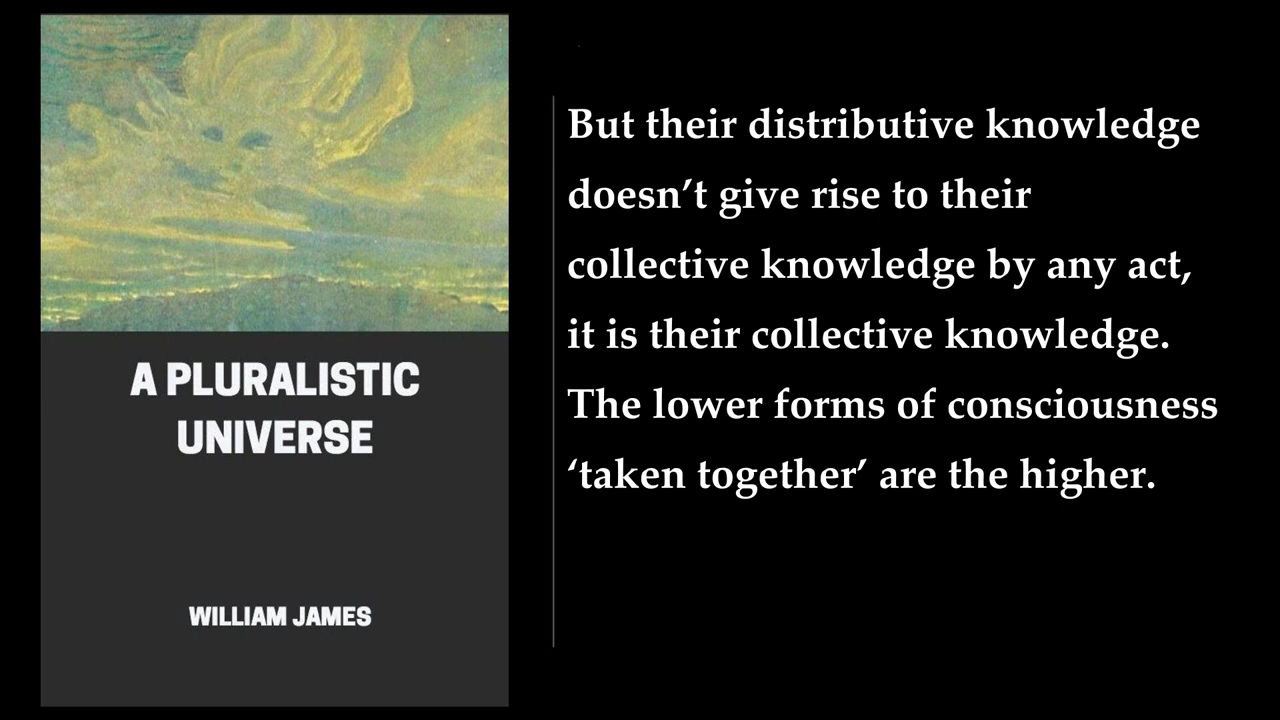 A PLURALISTIC
UNIVERSE
WILLIAM JAMES
But their distributive knowledge
doesn’t give rise to their
collective knowledge by any act,
it is their collective knowledge.
The lower forms of consciousness
‘taken together’ are the higher.